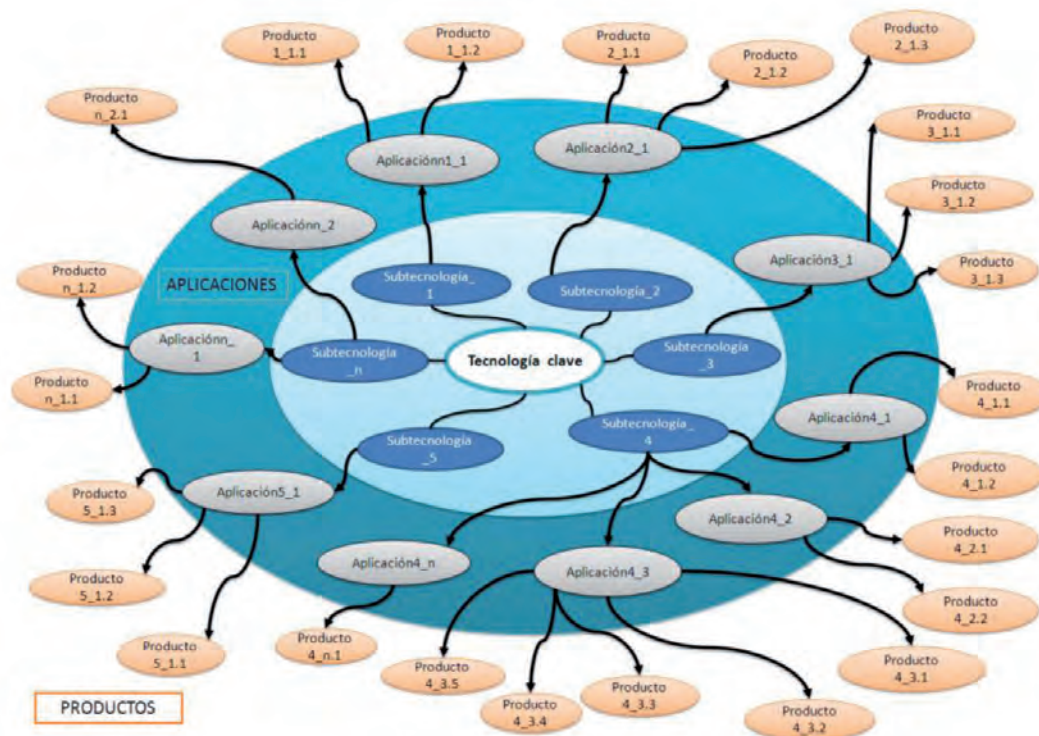 Producto
1_1.1
Producto
1_1.2
Producto
2_1.1
Producto
2_1.2
Producto
2_1.3
Producto
n_2.1
Producto
3_1.1
Producto
3_1.2
Producto
3_1.3
Aplicaciónn1_1
Aplicación2_1
Aplicaciónn_2
Aplicación3_1
APLICACIONES
Producto
n_1.2
Subtecnología_
1
Subtecnología_2
Aplicaciónn_
1
Subtecnología
_n
Tecnología clave
Subtecnología
_3
Producto
n_1.1
Producto
4_1.1
Subtecnología
_5
Subtecnología_
4
Aplicación4_1
Producto
5_1.3
Aplicación5_1
Producto
4_1.2
Aplicación4_2
Producto
4_2.1
Producto
5_1.2
Aplicación4_n
Aplicación4_3
Producto
4_2.2
Producto
5_1.1
Producto
4_n.1
Producto
4_3.5
Producto
4_3.4
Producto
4_3.3
Producto
4_3.2
Producto
4_3.1
PRODUCTOS